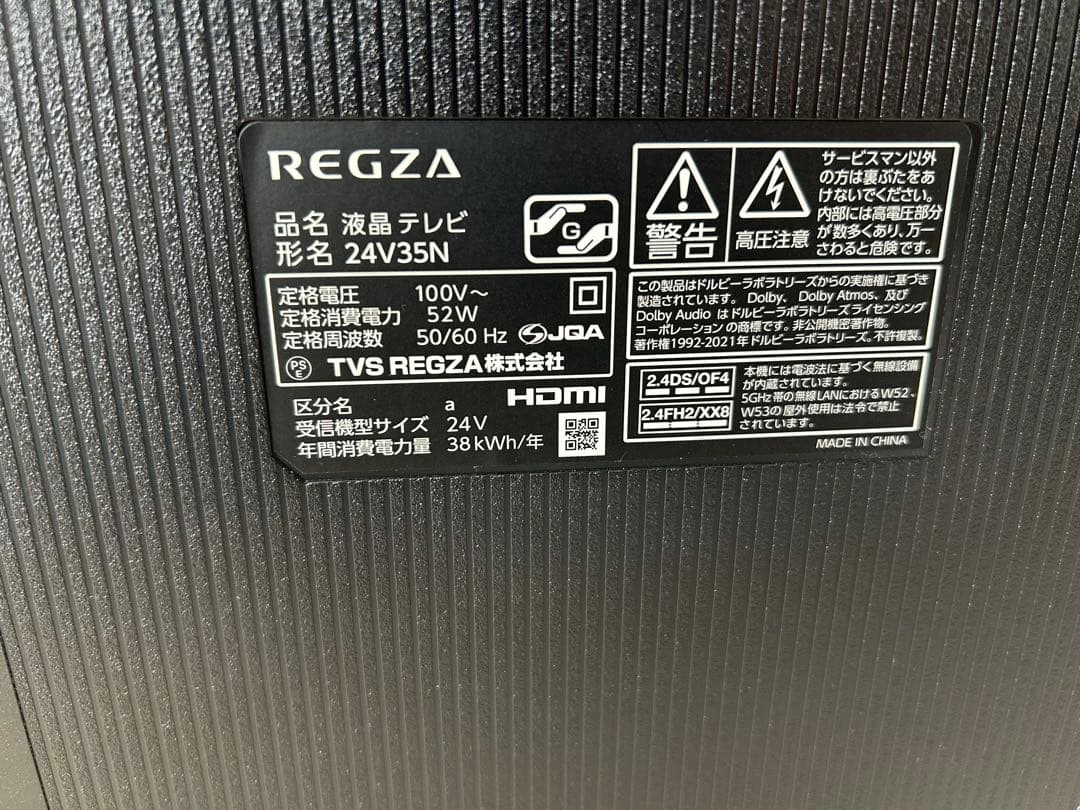 REGZA
品名 液晶テレビ
形名 24V35N
定格電圧 100V～
定格消費電力 52W
定格周波数 50/60 Hz
JQA
PS
E
TVS REGZA株式会社
HDMI
区分名 a
受信機型サイズ 24V
年間消費電力量 38kWh/年
G
警告
高圧注意
サービスマン以外
の方は裏ぶたをあ
けないでください。
内部には高電圧部分
が数多くあり、万一
さわると危険です。
この製品はドルビーラボラトリーズからの実施権に基づき
製造されています。Dolby、Dolby Atmos、及び
Dolby Audio はドルビーラボラトリーズライセンシング
コーポレーションの商標です。非公開機密著作物。
著作権1992-2021年ドルビーラボラトリーズ。不許複製。
2.4DS/OF4
2.4FH2/XX8
本機には電波法に基づく無線設備
が内蔵されています。
5GHz帯の無線LANにおけるW52、
W53の屋外使用は法令で禁止
されています。
MADE IN CHINA